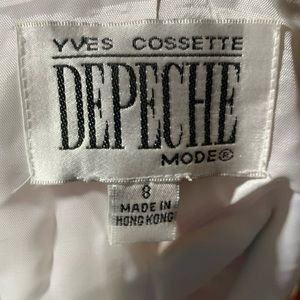 YVES COSSETTE
DEPECHE
MODE®
8
MADE IN
HONG KONG